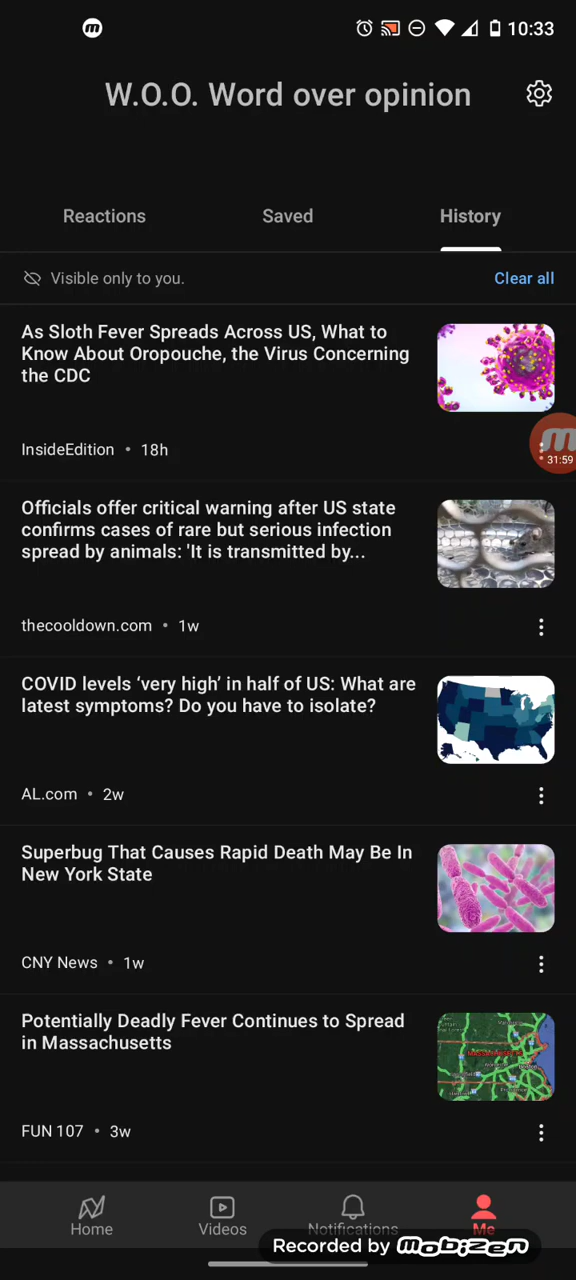 10:33
W.O.O. Word over opinion
Reactions
Saved
History
Visible only to you.
Clear all
As Sloth Fever Spreads Across US, What to
Know About Oropouche, the Virus Concerning
the CDC
InsideEdition • 18h
31:59
Officials offer critical warning after US state
confirms cases of rare but serious infection
spread by animals: 'It is transmitted by...
thecooldown.com • 1w
COVID levels ‘very high’ in half of US: What are
latest symptoms? Do you have to isolate?
AL.com • 2w
Superbug That Causes Rapid Death May Be In
New York State
CNY News • 1w
Potentially Deadly Fever Continues to Spread
in Massachusetts
FUN 107 • 3w
Home
Videos
Notifications
Me
Recorded by mobizen